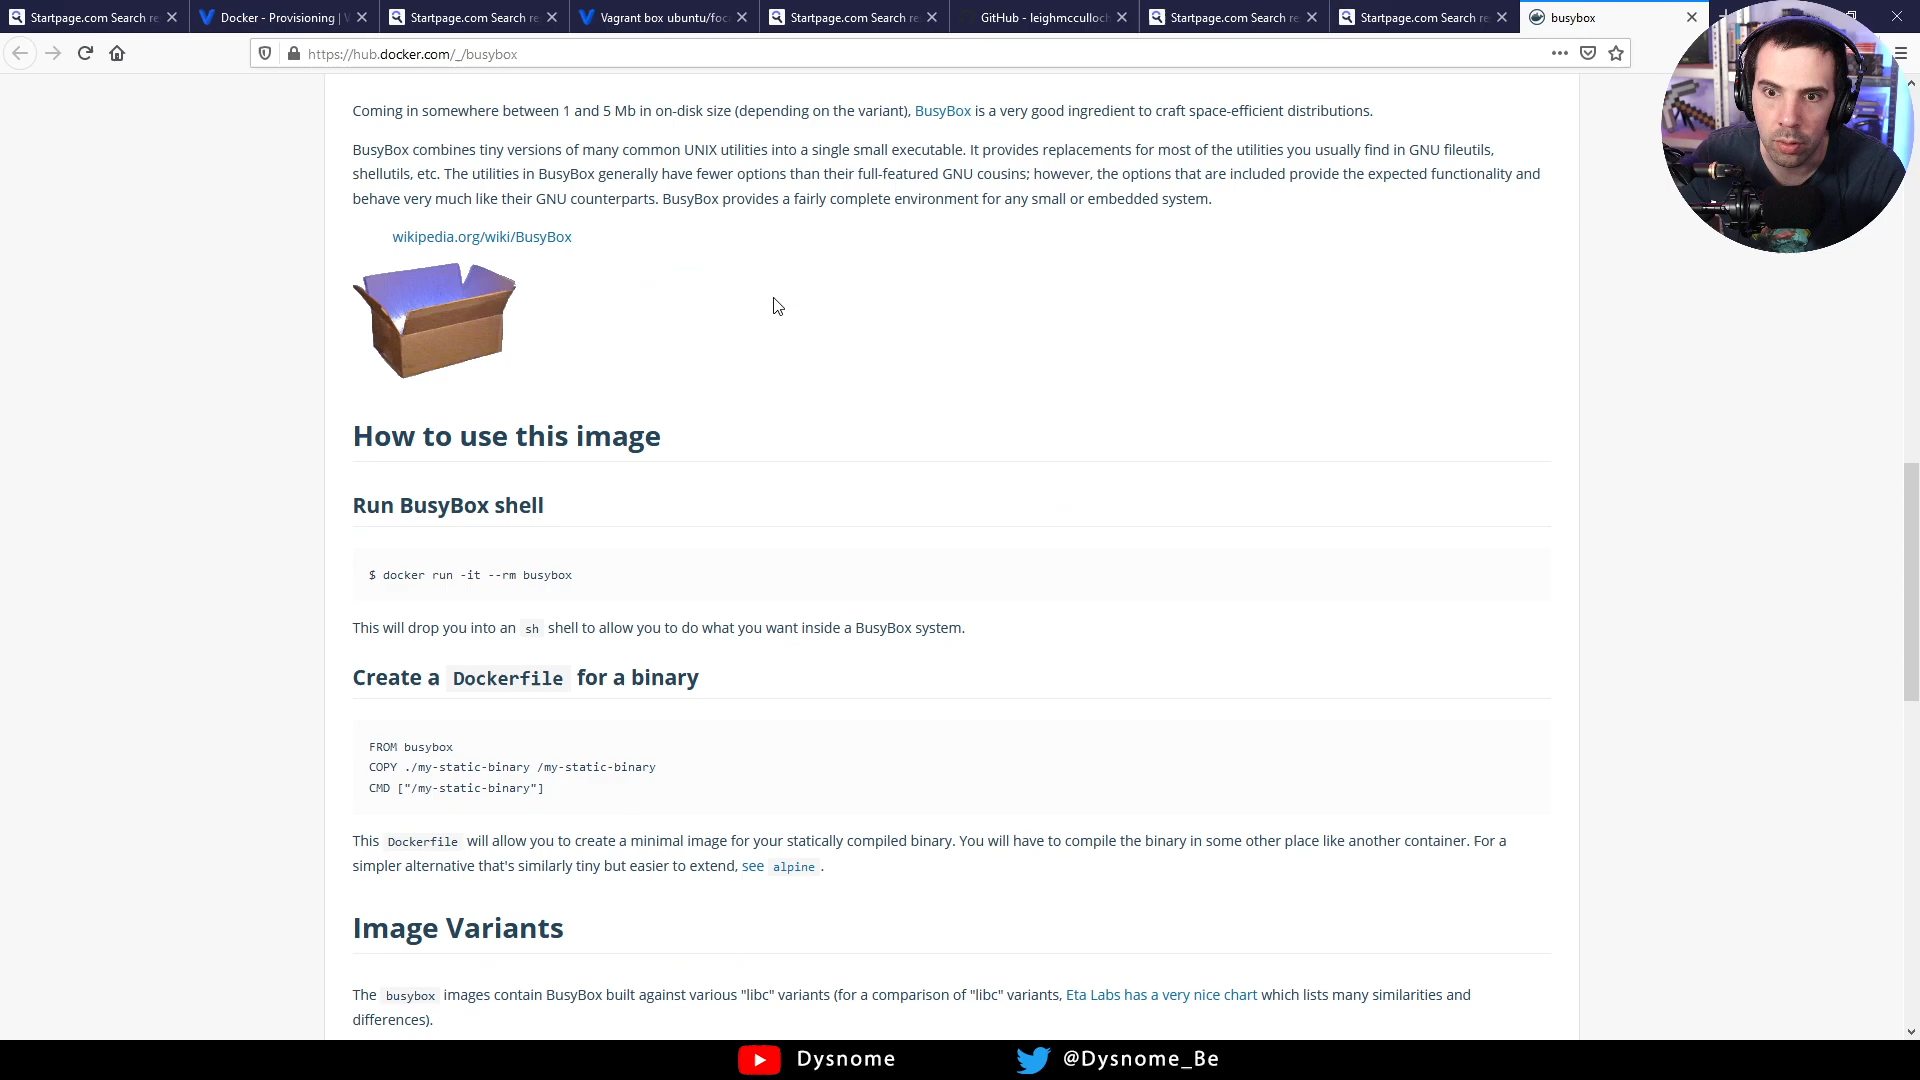 Startpage.com Search re
Docker - Provisioning | V
Startpage.com Search re
Vagrant box ubuntu/foca
Startpage.com Search re
GitHub - leighmcculloch
Startpage.com Search re
Startpage.com Search re
busybox
https://hub.docker.com/_/busybox
Coming in somewhere between 1 and 5 Mb in on-disk size (depending on the variant), BusyBox is a very good ingredient to craft space-efficient distributions.
BusyBox combines tiny versions of many common UNIX utilities into a single small executable. It provides replacements for most of the utilities you usually find in GNU fileutils,
shellutils, etc. The utilities in BusyBox generally have fewer options than their full-featured GNU cousins; however, the options that are included provide the expected functionality and
behave very much like their GNU counterparts. BusyBox provides a fairly complete environment for any small or embedded system.
wikipedia.org/wiki/BusyBox
How to use this image
Run BusyBox shell
$ docker run -it --rm busybox
This will drop you into an sh shell to allow you to do what you want inside a BusyBox system.
Create a Dockerfile for a binary
FROM busybox
COPY ./my-static-binary /my-static-binary
CMD ["/my-static-binary"]
This Dockerfile will allow you to create a minimal image for your statically compiled binary. You will have to compile the binary in some other place like another container. For a
simpler alternative that's similarly tiny but easier to extend, see alpine.
Image Variants
The busybox images contain BusyBox built against various "libc" variants (for a comparison of "libc" variants, Eta Labs has a very nice chart which lists many similarities and
differences).
Dysnome
@Dysnome_Be